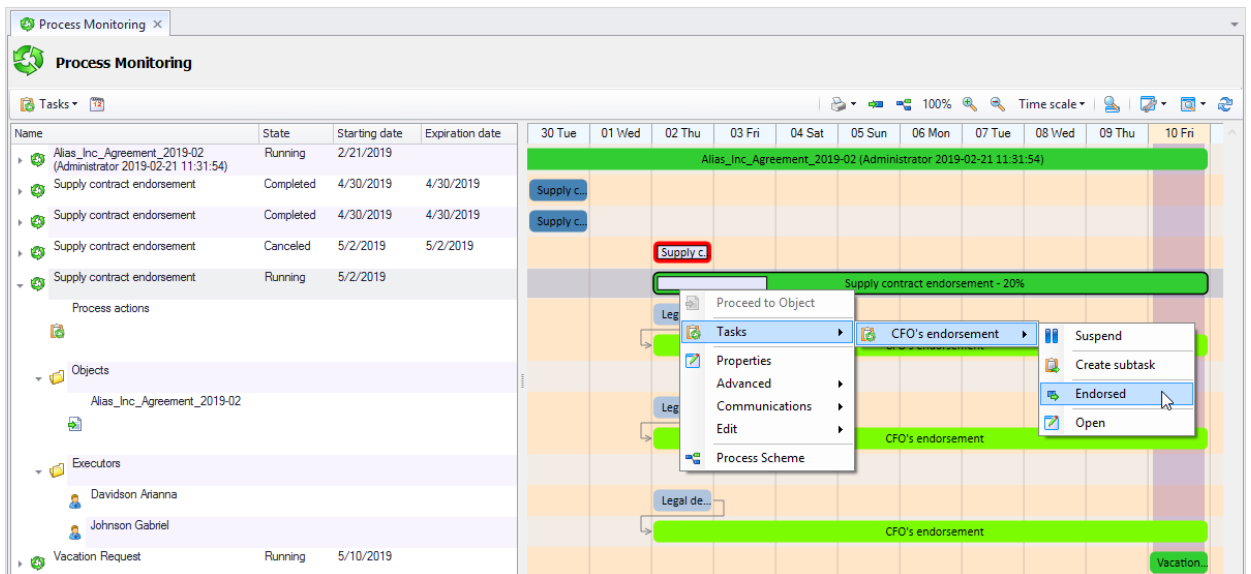 Process Monitoring
Process Monitoring
Tasks
12
100%
Time scale
Name State Starting date Expiration date 30 Tue 01 Wed 02 Thu 03 Fri 04 Sat 05 Sun 06 Mon 07 Tue 08 Wed 09 Thu 10 Fri
Alias_Inc_Agreement_2019-02 Running 2/21/2019
(Administrator 2019-02-21 11:31:54)
Alias_Inc_Agreement_2019-02 (Administrator 2019-02-21 11:31:54)
Supply contract endorsement Completed 4/30/2019 4/30/2019
Supply c...
Supply contract endorsement Completed 4/30/2019 4/30/2019
Supply c...
Supply contract endorsement Canceled 5/2/2019 5/2/2019
Supply c.
Supply contract endorsement Running 5/2/2019
Supply contract endorsement - 20%
Process actions
Leg
CFO's endorsement
Objects
Alias_Inc_Agreement_2019-02
Leg
CFO's endorsement
Executors
Davidson Arianna
Legal de...
Johnson Gabriel
CFO's endorsement
Vacation Request Running 5/10/2019
Vacation...
Proceed to Object
Tasks
Properties
Advanced
Communications
Edit
Process Scheme
CFO's endorsement
Suspend
Create subtask
Endorsed
Open